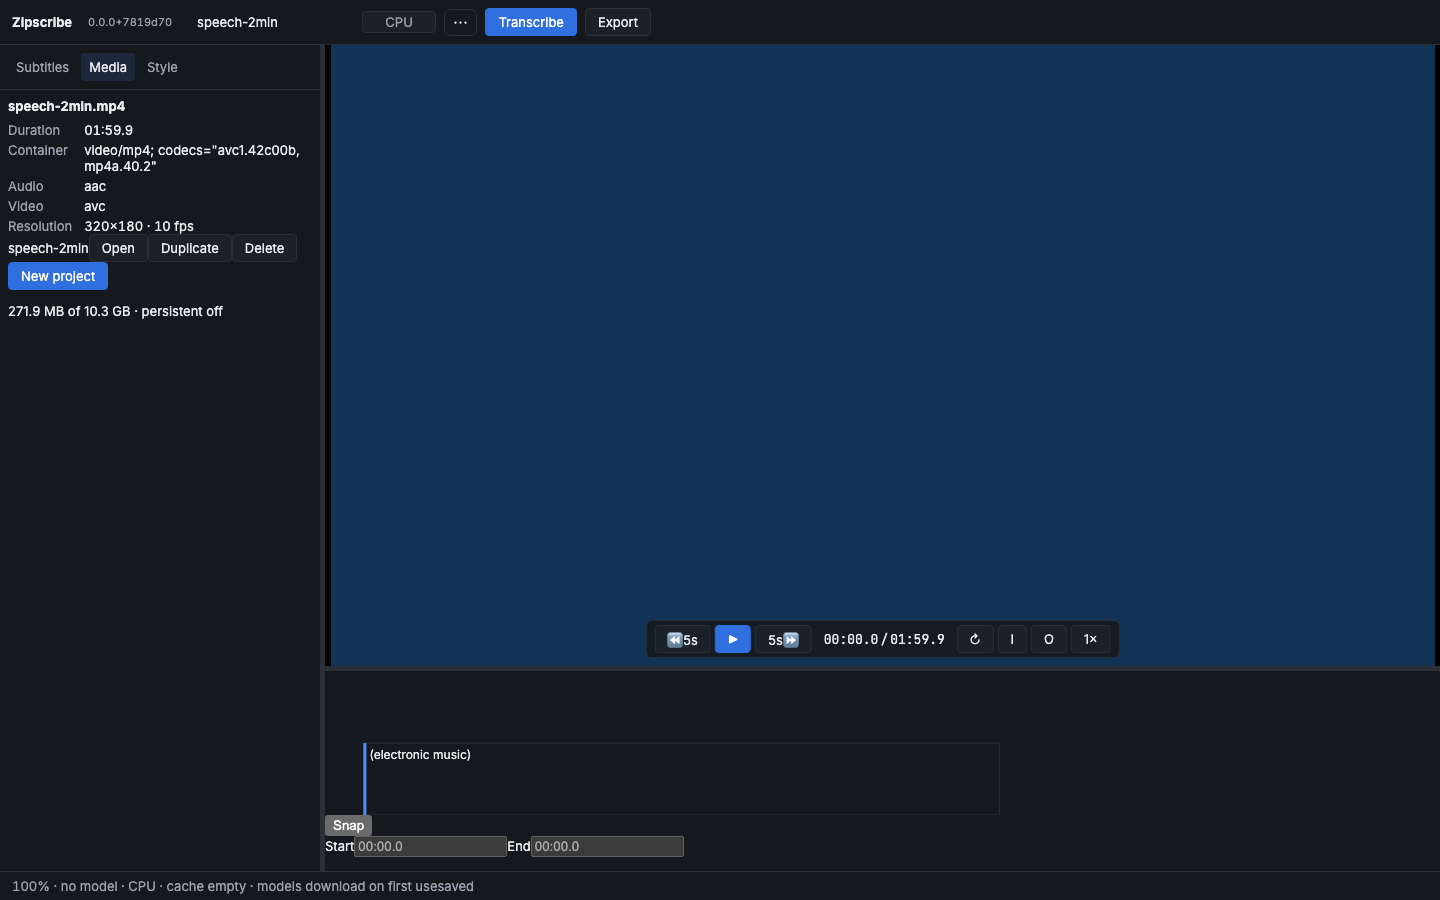 Zipscribe 0.0.0+7819d70 speech-2min CPU ··· Transcribe Export
Subtitles Media Style
speech-2min.mp4
Duration 01:59.9
Container video/mp4; codecs="avc1.42c00b,
mp4a.40.2"
Audio aac
Video avc
Resolution 320×180 · 10 fps
speech-2min Open Duplicate Delete
New project
271.9 MB of 10.3 GB · persistent off
⏪5s ▶ 5s⏩ 00:00.0/01:59.9 ↻ I O 1×
(electronic music)
Snap
Start 00:00.0 End 00:00.0
100% · no model · CPU · cache empty · models download on first usesaved